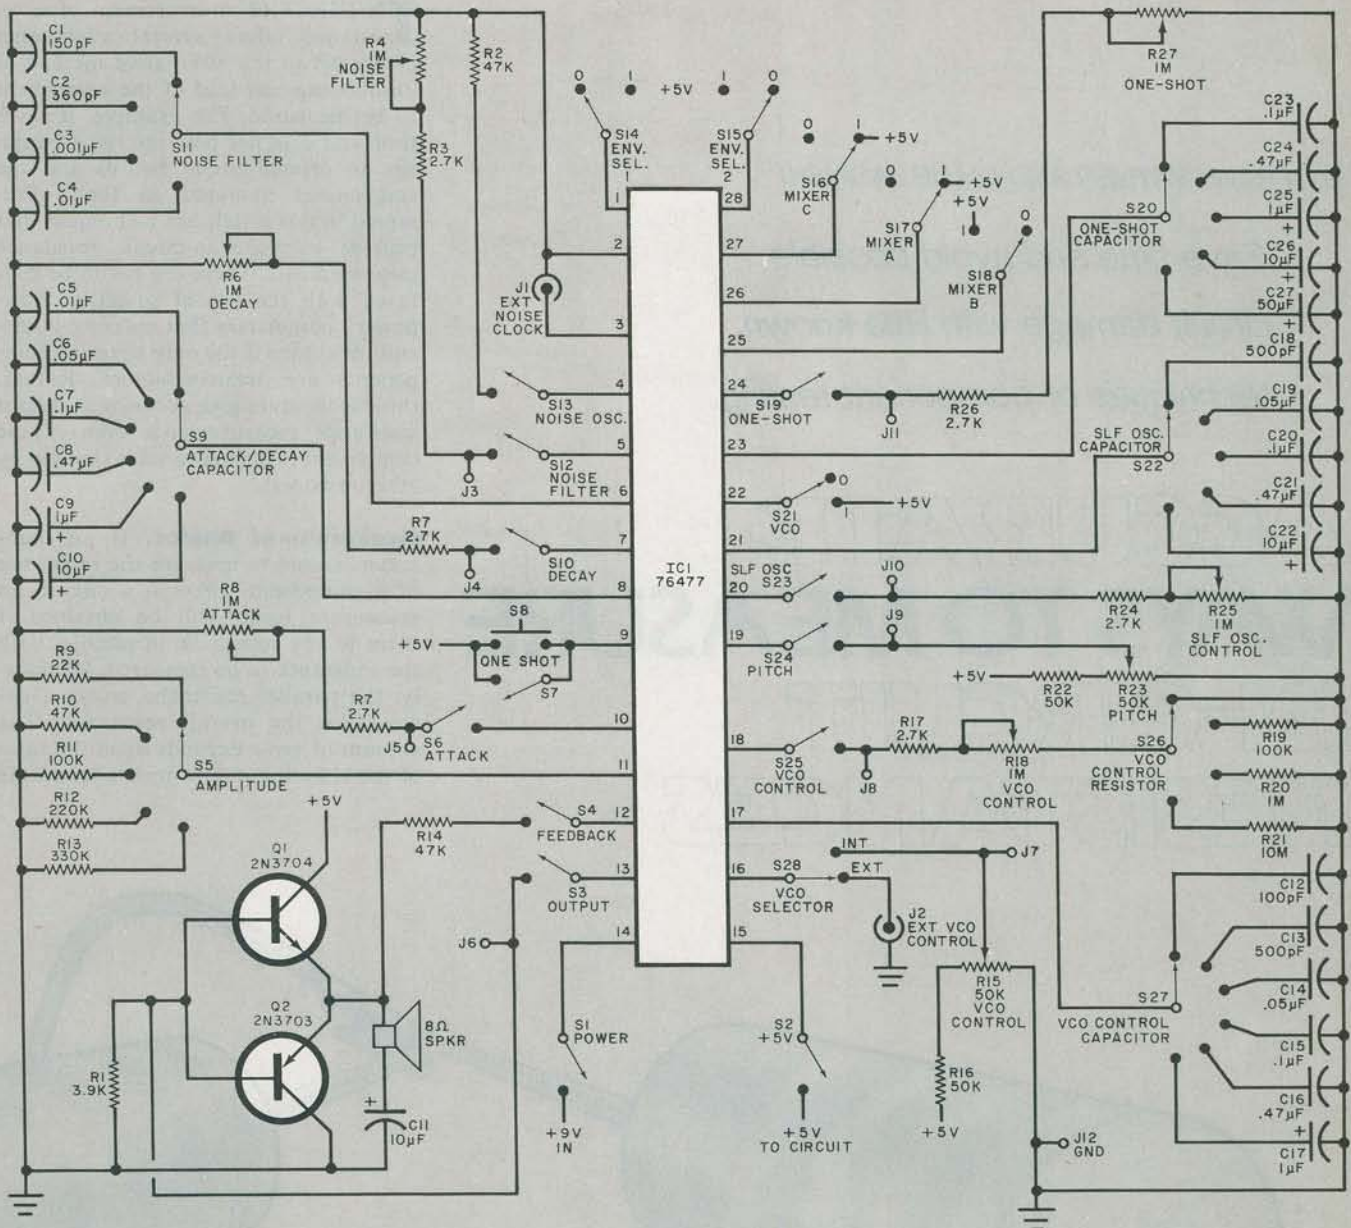 C1
150pF
C2
360pF
C3
.001µF
C4
.01µF
S11
NOISE FILTER
R4
1M
NOISE
FILTER
R2
47K
R3
2.7K
R6
1M
DECAY
C5
.01µF
C6
.05µF
C7
.1µF
C8
.47µF
C9
1µF
+
C10
10µF
+
S9
ATTACK/DECAY
CAPACITOR
J1
EXT
NOISE
CLOCK
S13
NOISE OSC.
S12
NOISE
FILTER
J3
R7
2.7K
J4
S10
DECAY
R8
1M
ATTACK
+5V
S8
ONE SHOT
S7
R7
2.7K
J5
S6
ATTACK
R9
22K
R10
47K
R11
100K
R12
220K
R13
330K
S5
AMPLITUDE
+5V
Q1
2N3704
Q2
2N3703
R14
47K
S4
FEEDBACK
S3
OUTPUT
J6
8Ω
SPKR
R1
3.9K
+
C11
10µF
S1
POWER
+9V
IN
0 1 +5V 1 0
S14
ENV.
SEL.
1
S15
ENV.
SEL.
2
IC1
76477
1
2
3
4
5
6
7
8
9
10
11
12
13
14
28
27
26
25
24
23
22
21
20
19
18
17
16
15
0 1 +5V
S16
MIXER
C
0 1 +5V
S17
MIXER
A
+5V
1 0
S18
MIXER B
R27
1M
ONE-SHOT
C23
.1µF
C24
.47µF
C25
1µF
+
C26
10µF
+
C27
50µF
+
S20
ONE-SHOT
CAPACITOR
S19
ONE-SHOT
J11
R26
2.7K
C18
500pF
C19
.05µF
C20
.1µF
C21
.47µF
C22
10µF
+
SLF OSC.
CAPACITOR
S22
0
1
+5V
S21
VCO
SLF OSC
S23
J10
R24
2.7K
R25
1M
SLF OSC.
CONTROL
S24
PITCH
J9
+5V
R22
50K
R23
50K
PITCH
S25
VCO
CONTROL
J8
R17
2.7K
R18
1M
VCO
CONTROL
S26
VCO
CONTROL
RESISTOR
R19
100K
R20
1M
R21
10M
INT
J7
EXT
S28
VCO
SELECTOR
J2
EXT VCO
CONTROL
R15
50K
VCO
CONTROL
R16
50K
+5V
S2
+5V
+5V
TO CIRCUIT
J12
GND
S27
VCO CONTROL
CAPACITOR
C12
100pF
C13
500pF
C14
.05µF
C15
.1µF
C16
.47µF
+
C17
1µF